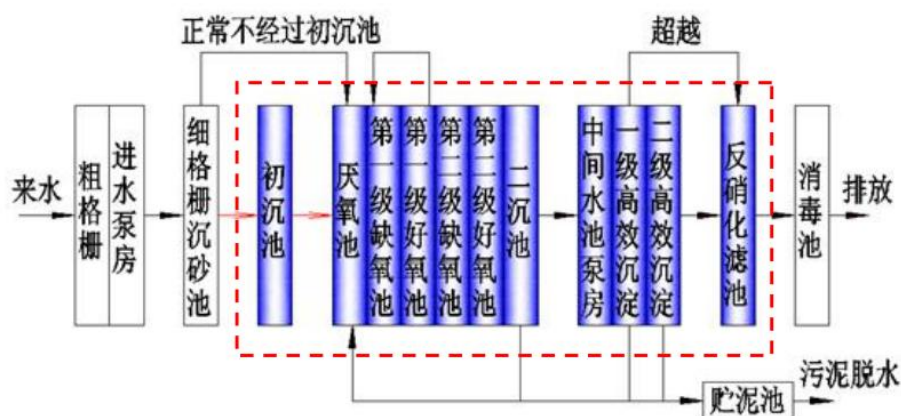 正常不经过初沉池
超越
来水
粗格栅
进水泵房
细格栅沉砂池
初沉池
厌氧池
第一级缺氧池
第一级好氧池
第二级缺氧池
第二级好氧池
二沉池
中间水池泵房
一级高效沉淀
二级高效沉淀
反硝化滤池
消毒池
排放
贮泥池
污泥脱水